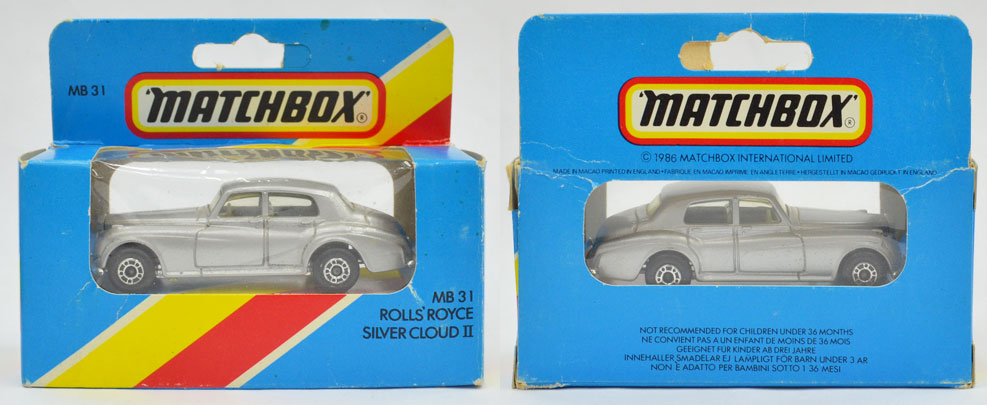 MB 31
'MATCHBOX'®
MB 31
ROLLS' ROYCE
SILVER CLOUD II
'MATCHBOX'®
© 1986 MATCHBOX INTERNATIONAL LIMITED
MADE IN MACAO PRINTED IN ENGLAND • FABRIQUE EN MACAO IMPRIME EN ANGLETERRE • HERGESTELLT IN MACAO GEDRUCKT IN ENGLAND
NOT RECOMMENDED FOR CHILDREN UNDER 36 MONTHS
NE CONVIENT PAS A UN ENFANT DE MOINS DE 36 MOIS
GEEIGNET FUR KINDER AB DREI JAHRE
INNEHALLER SMADELAR EJ LAMPLIGT FÖR BARN UNDER 3 AR
NON E ADATTO PER BAMBINI SOTTO I 36 MESI